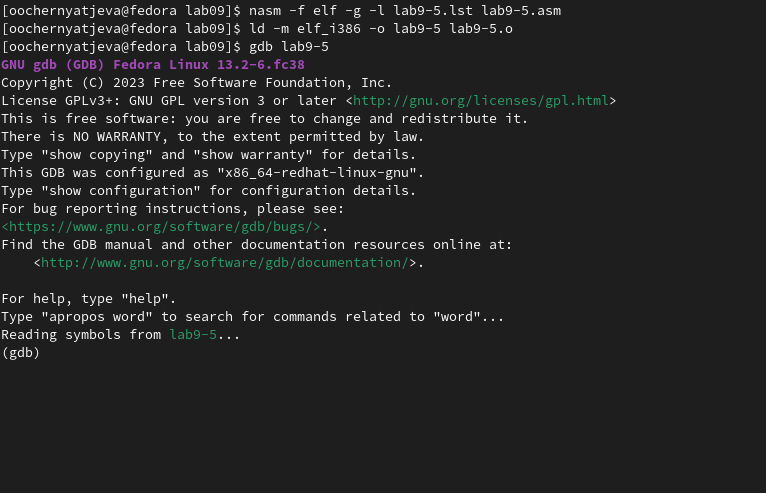 [oochernyatjeva@fedora lab09]$ nasm -f elf -g -l lab9-5.lst lab9-5.asm
[oochernyatjeva@fedora lab09]$ ld -m elf_i386 -o lab9-5 lab9-5.o
[oochernyatjeva@fedora lab09]$ gdb lab9-5
GNU gdb (GDB) Fedora Linux 13.2-6.fc38
Copyright (C) 2023 Free Software Foundation, Inc.
License GPLv3+: GNU GPL version 3 or later <http://gnu.org/licenses/gpl.html>
This is free software: you are free to change and redistribute it.
There is NO WARRANTY, to the extent permitted by law.
Type "show copying" and "show warranty" for details.
This GDB was configured as "x86_64-redhat-linux-gnu".
Type "show configuration" for configuration details.
For bug reporting instructions, please see:
<https://www.gnu.org/software/gdb/bugs/>.
Find the GDB manual and other documentation resources online at:
    <http://www.gnu.org/software/gdb/documentation/>.

For help, type "help".
Type "apropos word" to search for commands related to "word"...
Reading symbols from lab9-5...
(gdb)